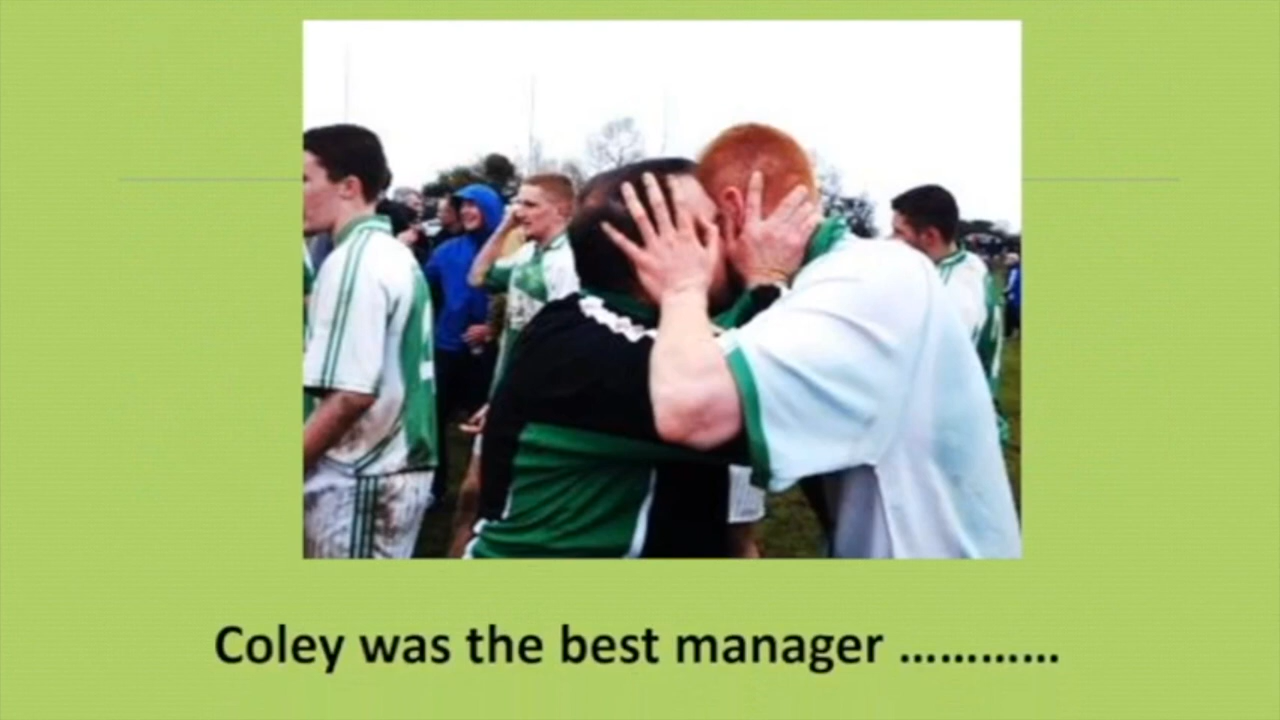 Coley was the best manager …………